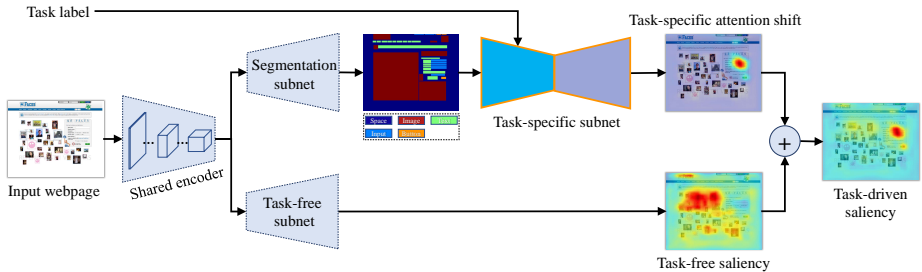 Task label
Task-specific attention shift
Segmentation
subnet
Space
Image
Input
Button
Task-specific subnet
Input webpage
Shared encoder
+
Task-driven
saliency
Task-free
subnet
Task-free saliency